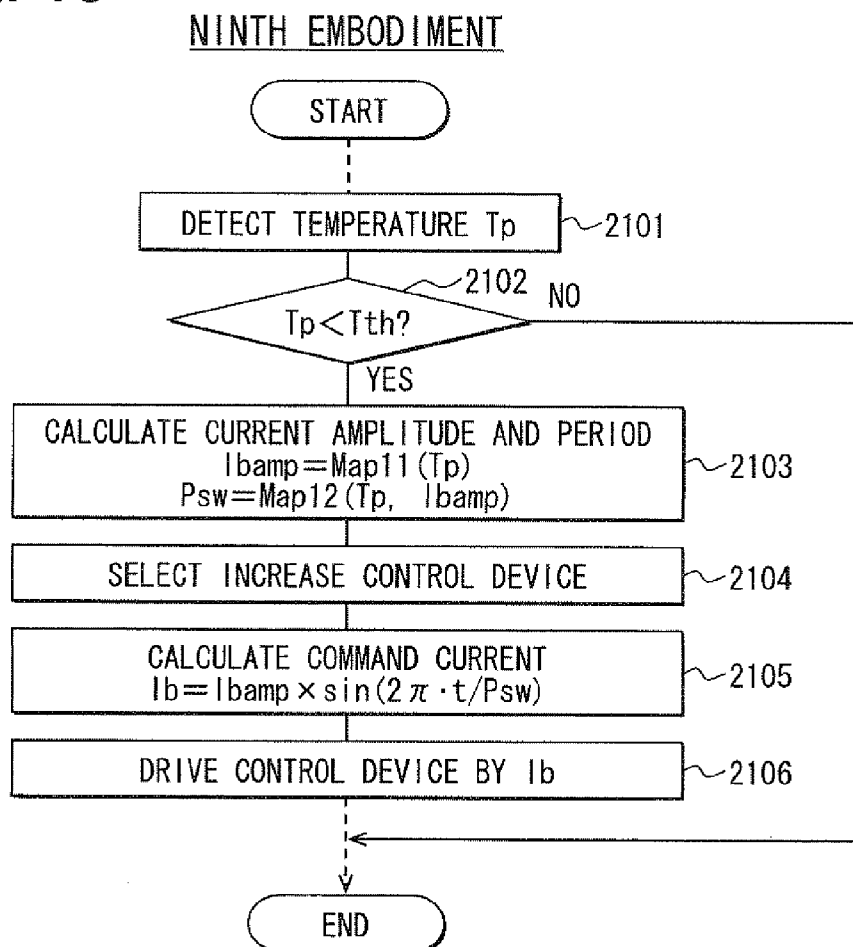 NINTH EMBODIMENT
START
DETECT TEMPERATURE Tp
2101
2102
Tp<Tth?
NO
YES
CALCULATE CURRENT AMPLITUDE AND PERIOD
Ibamp=Map11(Tp)
Psw=Map12(Tp, Ibamp)
2103
SELECT INCREASE CONTROL DEVICE
2104
CALCULATE COMMAND CURRENT
Ib=Ibamp×sin(2π·t/Psw)
2105
DRIVE CONTROL DEVICE BY Ib
2106
END